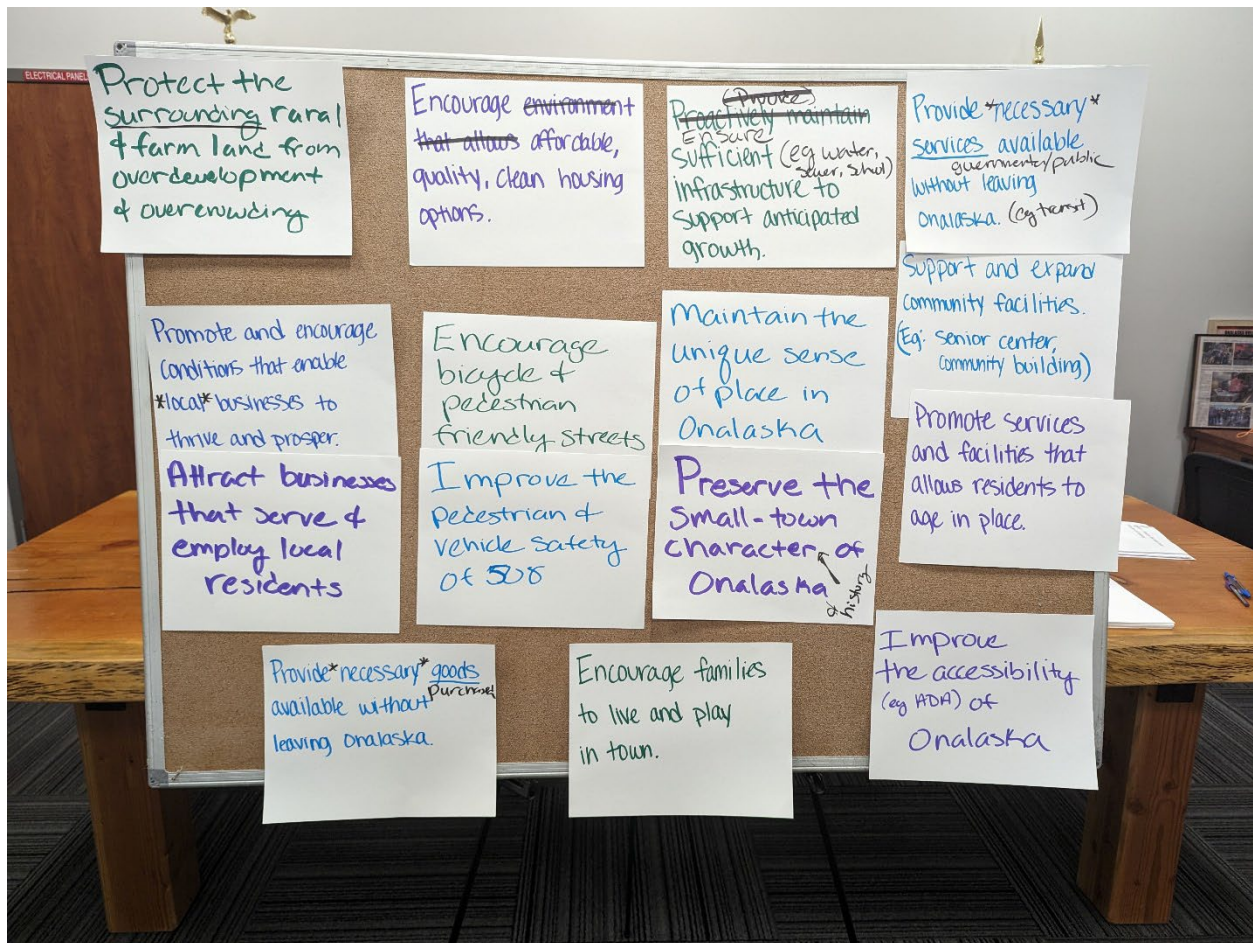 ELECTRICAL PANEL
Protect the
surrounding rural
& farm land from
overdevelopment
& overcrowding
Encourage environment
that allows affordable,
quality, clean housing
options.
Proactively maintain
Ensure
sufficient (eg water,
sewer, school)
infrastructure to
support anticipated
growth.
Provide *necessary*
services available
governmental/public
without leaving
Onalaska. (eg transit)
Support and expand
community facilities.
(Eg: senior center,
community building)
Promote and encourage
conditions that enable
*local* businesses to
thrive and prosper.
Encourage
bicycle &
pedestrian
friendly streets
Maintain the
unique sense
of place in
Onalaska
Promote services
and facilities that
allows residents to
age in place.
Attract businesses
that serve &
employ local
residents
Improve the
pedestrian &
vehicle safety
of 508
Preserve the
small-town
character of
Onalaska
& history
Provide *necessary* goods
purchased
available without
leaving Onalaska.
Encourage families
to live and play
in town.
Improve
the accessibility
(eg ADA) of
Onalaska